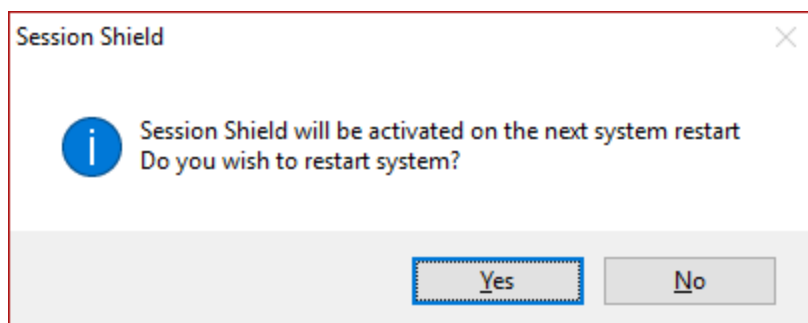 Session Shield
Session Shield will be activated on the next system restart
Do you wish to restart system?
Yes
No